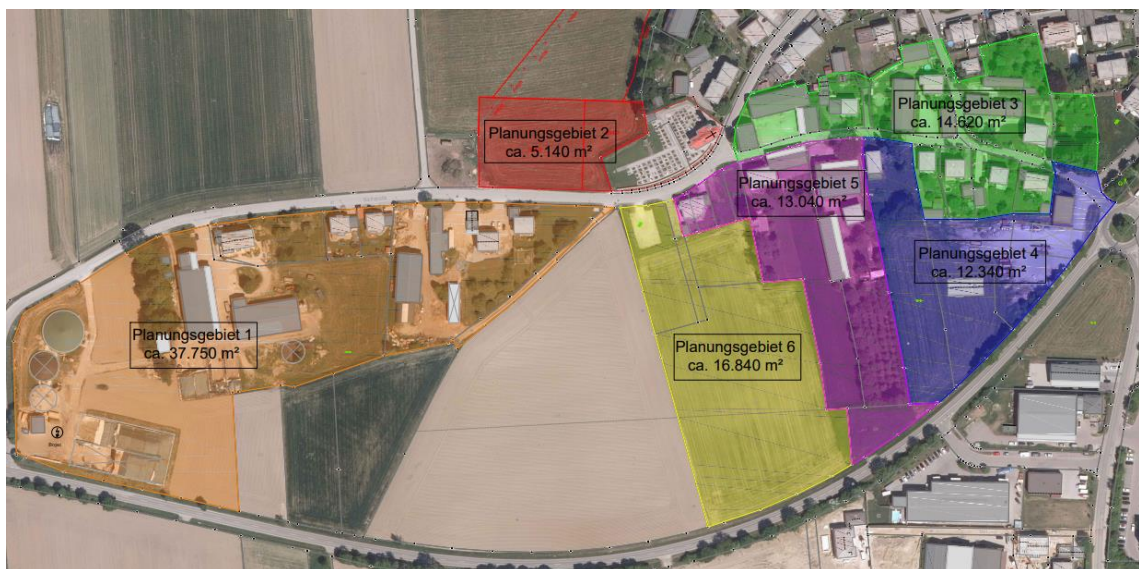 Planungsgebiet 3
ca. 14.620 m²
Planungsgebiet 2
ca. 5.140 m²
Planungsgebiet 5
ca. 13.040 m²
Planungsgebiet 4
ca. 12.340 m²
Planungsgebiet 1
ca. 37.750 m²
Planungsgebiet 6
ca. 16.840 m²